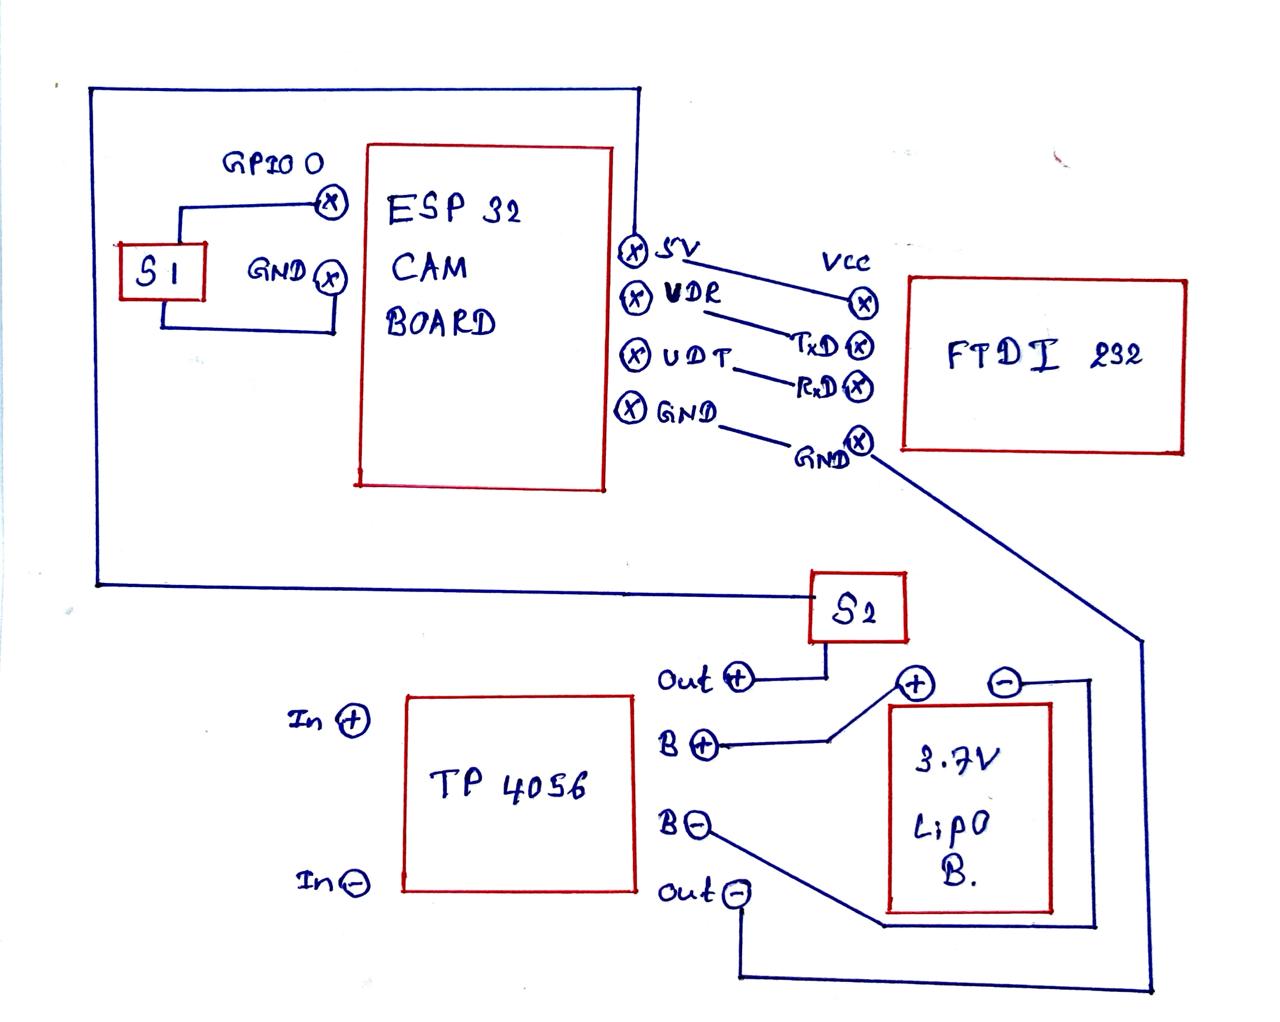 GPIO 0
S1
GND
ESP 32
CAM
BOARD
5V
VCC
UDR
TxD
UDT
RxD
GND
GND
FTDI 232
S2
Out +
In +
B +
+
-
TP 4056
3.7V
LipO
B.
B -
In -
Out -